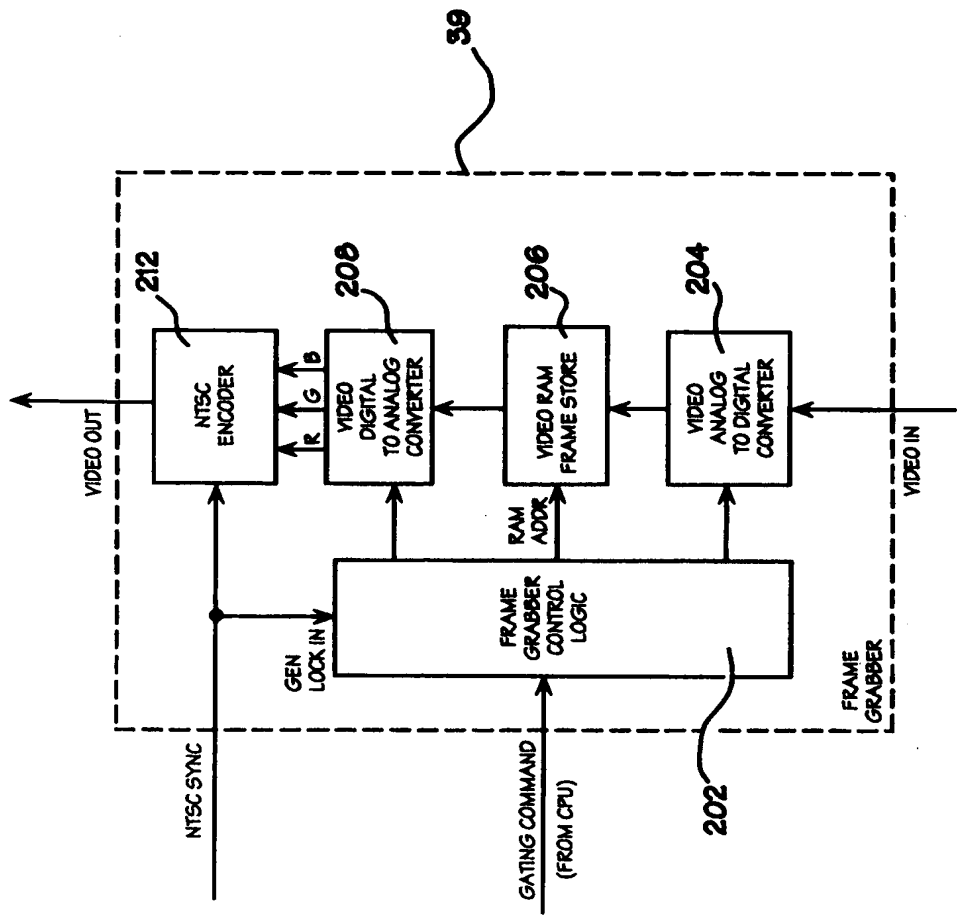 39
212
208
206
204
VIDEO OUT
NTSC
ENCODER
R
G
B
VIDEO
DIGITAL
TO ANALOG
CONVERTER
VIDEO RAM
FRAME STORE
VIDEO
ANALOG
TO DIGITAL
CONVERTER
VIDEO IN
RAM
ADDR
GEN
LOCK IN
FRAME
GRABBER
CONTROL
LOGIC
NTSC SYNC
GATING COMMAND
(FROM CPU)
202
FRAME
GRABBER